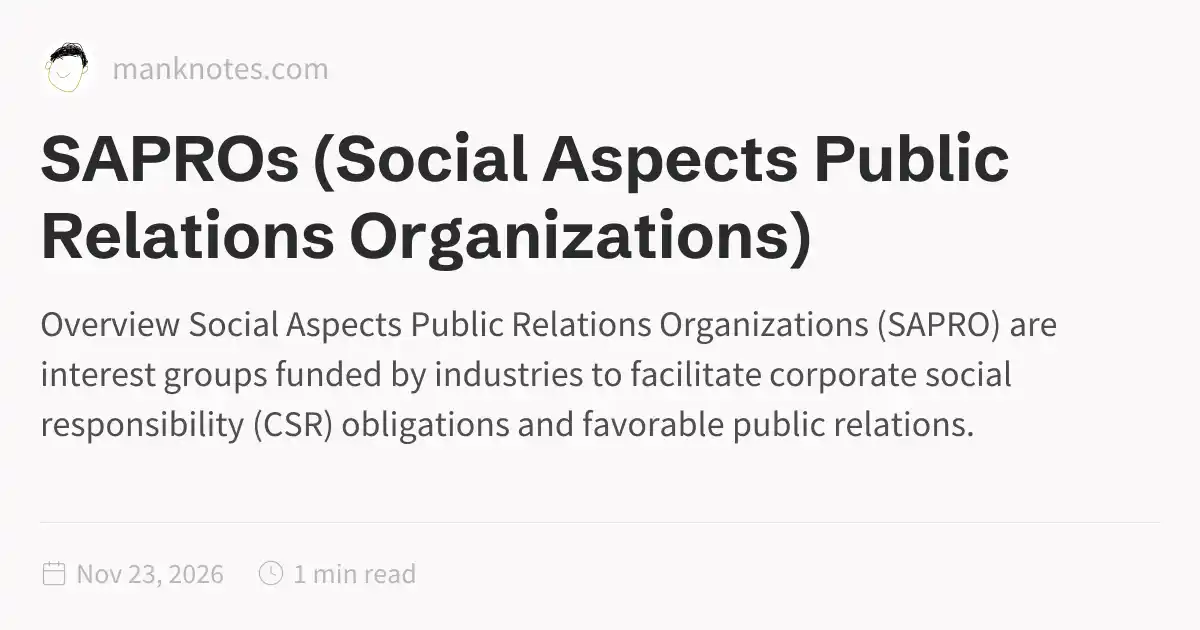 manknotes.com
SAPROs (Social Aspects Public
Relations Organizations)
Overview Social Aspects Public Relations Organizations (SAPRO) are
interest groups funded by industries to facilitate corporate social
responsibility (CSR) obligations and favorable public relations.
Nov 23, 2026 1 min read